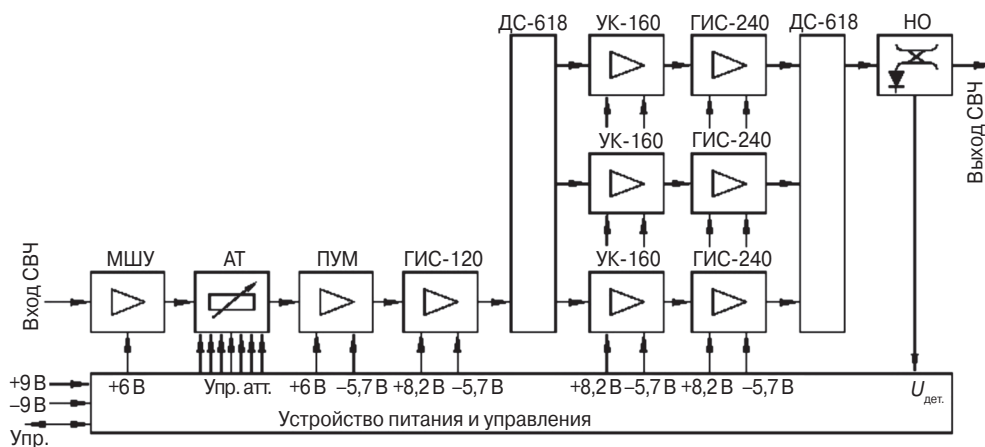 ДС-618 УК-160 ГИС-240 ДС-618 НО
Выход СВЧ
УК-160 ГИС-240
Вход СВЧ
МШУ АТ ПУМ ГИС-120 УК-160 ГИС-240
+9 В
–9 В
Упр.
+6 В Упр. атт. +6 В –5,7 В +8,2 В –5,7 В +8,2 В –5,7 В +8,2 В –5,7 В Uдет.
Устройство питания и управления